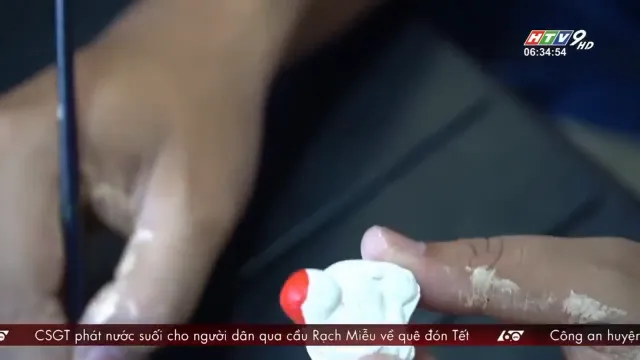 HTV9 HD
06:34:54
CSGT phát nước suối cho người dân qua cầu Rạch Miễu về quê đón Tết
Công an huyện